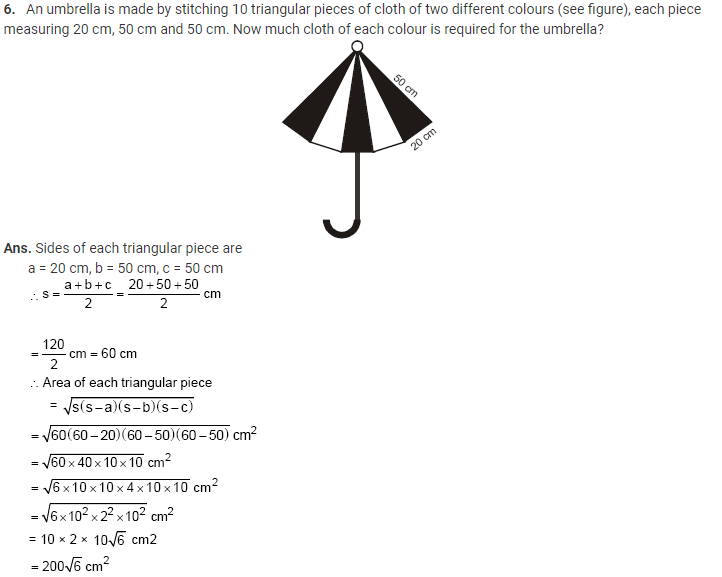 6. An umbrella is made by stitching 10 triangular pieces of cloth of two different colours (see figure), each piece
measuring 20 cm, 50 cm and 50 cm. Now much cloth of each colour is required for the umbrella?
50 cm
20 cm
Ans. Sides of each triangular piece are
a = 20 cm, b = 50 cm, c = 50 cm
∴ s = (a+b+c)/2 = (20+50+50)/2 cm
= 120/2 cm = 60 cm
∴ Area of each triangular piece
= √(s(s−a)(s−b)(s−c))
= √(60(60−20)(60−50)(60−50)) cm²
= √(60×40×10×10) cm²
= √(6×10×10×4×10×10) cm²
= √(6×10²×2²×10²) cm²
= 10 × 2 × 10√6 cm2
= 200√6 cm²